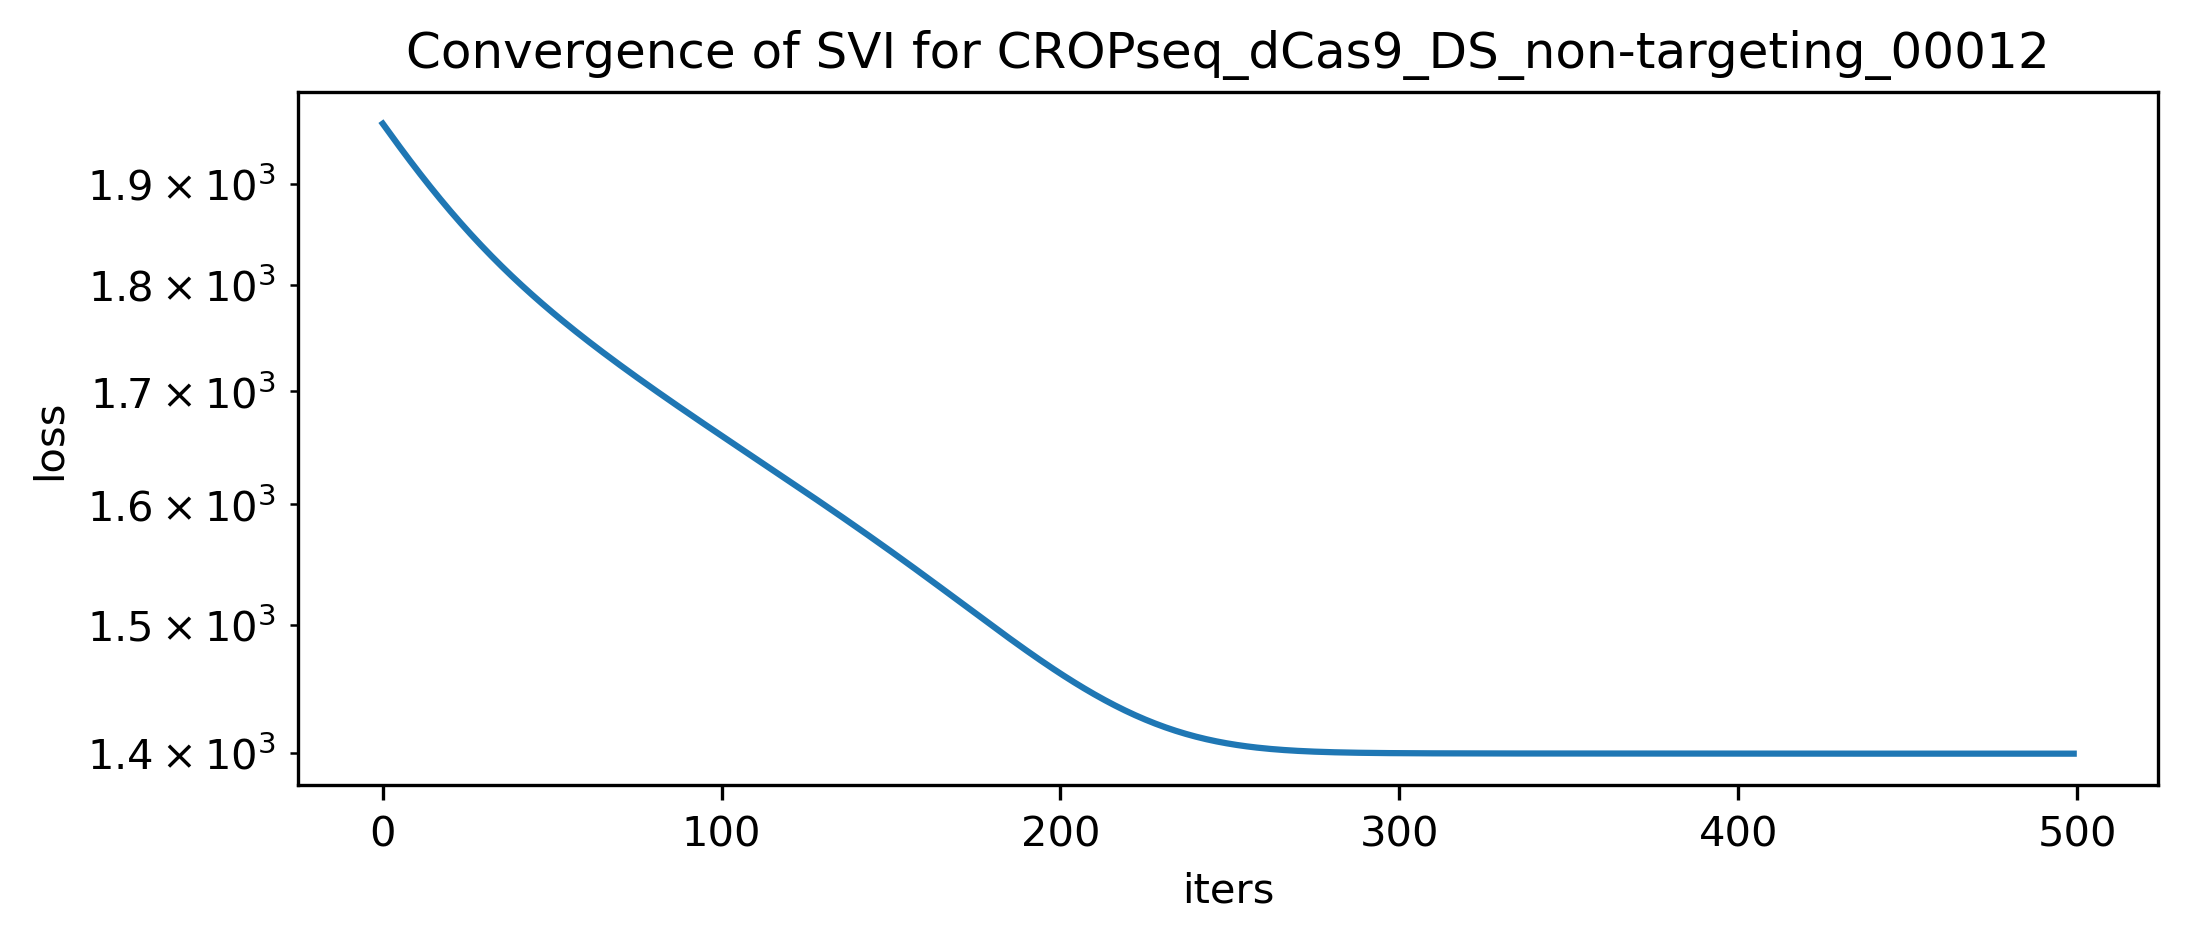 Convergence of SVI for CROPseq_dCas9_DS_non-targeting_00012
1.9 × 10³
1.8 × 10³
1.7 × 10³
1.6 × 10³
1.5 × 10³
1.4 × 10³
loss
0 100 200 300 400 500
iters